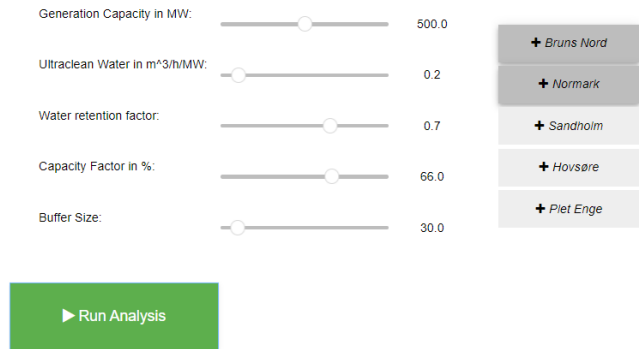 Generation Capacity in MW:
500.0
Bruns Nord
Ultraclean Water in m^3/h/MW:
0.2
Normark
Water retention factor:
0.7
Sandholm
Capacity Factor in %:
66.0
Hovsøre
Buffer Size:
30.0
Plet Enge
Run Analysis